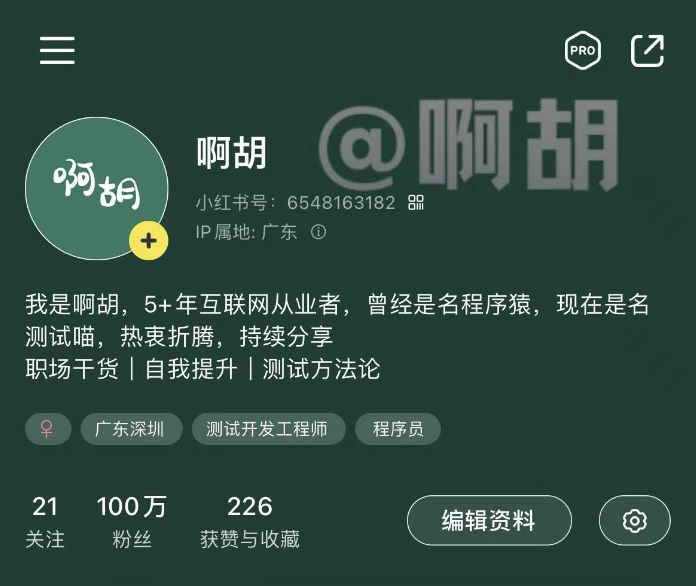 PRO
@啊胡
啊胡
啊胡
小红书号：6548163182
IP属地: 广东
我是啊胡，5+年互联网从业者，曾经是名程序猿，现在是名
测试喵，热衷折腾，持续分享
职场干货｜自我提升｜测试方法论
广东深圳
测试开发工程师
程序员
21
100万
226
关注
粉丝
获赞与收藏
编辑资料